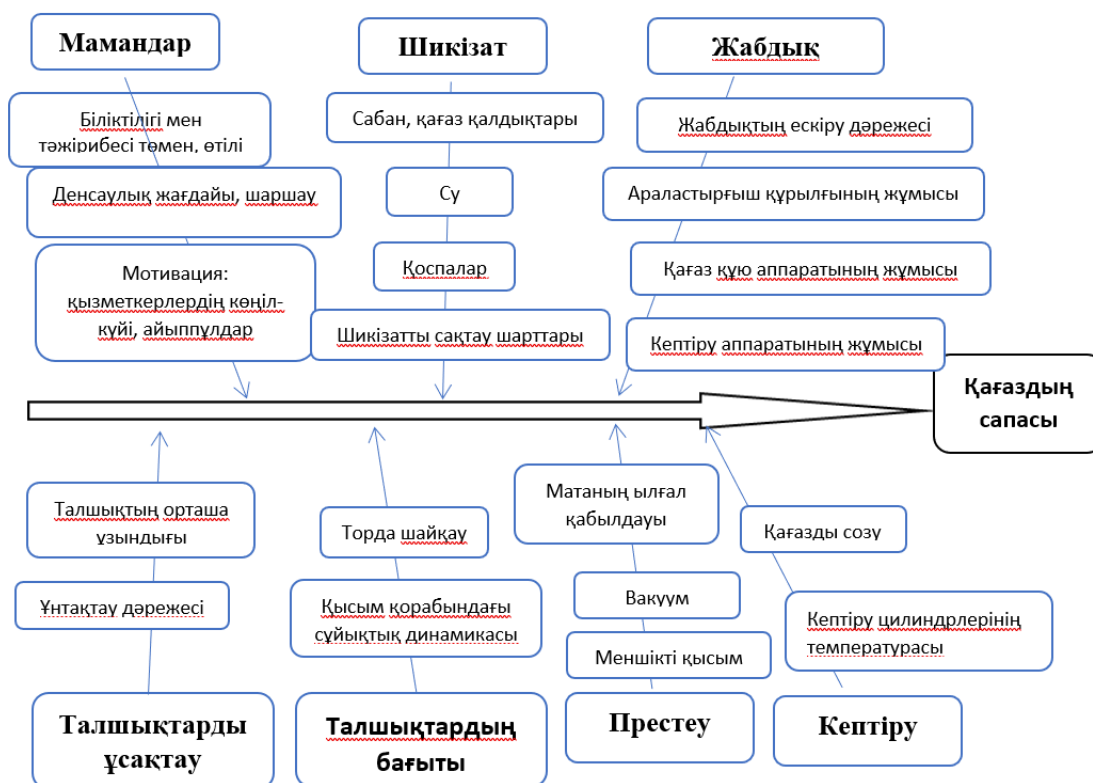 Мамандар
Шикізат
Жабдық
Біліктілігі мен
тәжірибесі төмен, өтілі
Сабан, қағаз қалдықтары
Жабдықтың ескіру дәрежесі
Денсаулық жағдайы, шаршау
Су
Араластырғыш құрылғының жұмысы
Мотивация:
қызметкерлердің көңіл-
күйі, айыппұлдар
Қоспалар
Қағаз құю аппаратының жұмысы
Шикізатты сақтау шарттары
Кептіру аппаратының жұмысы
Қағаздың
сапасы
Талшықтың орташа
ұзындығы
Торда шайқау
Матаның ылғал
қабылдауы
Қағазды созу
Ұнтақтау дәрежесі
Қысым қорабындағы
сұйықтық динамикасы
Вакуум
Меншікті қысым
Кептіру цилиндрлерінің
температурасы
Талшықтарды
ұсақтау
Талшықтардың
бағыты
Престеу
Кептіру